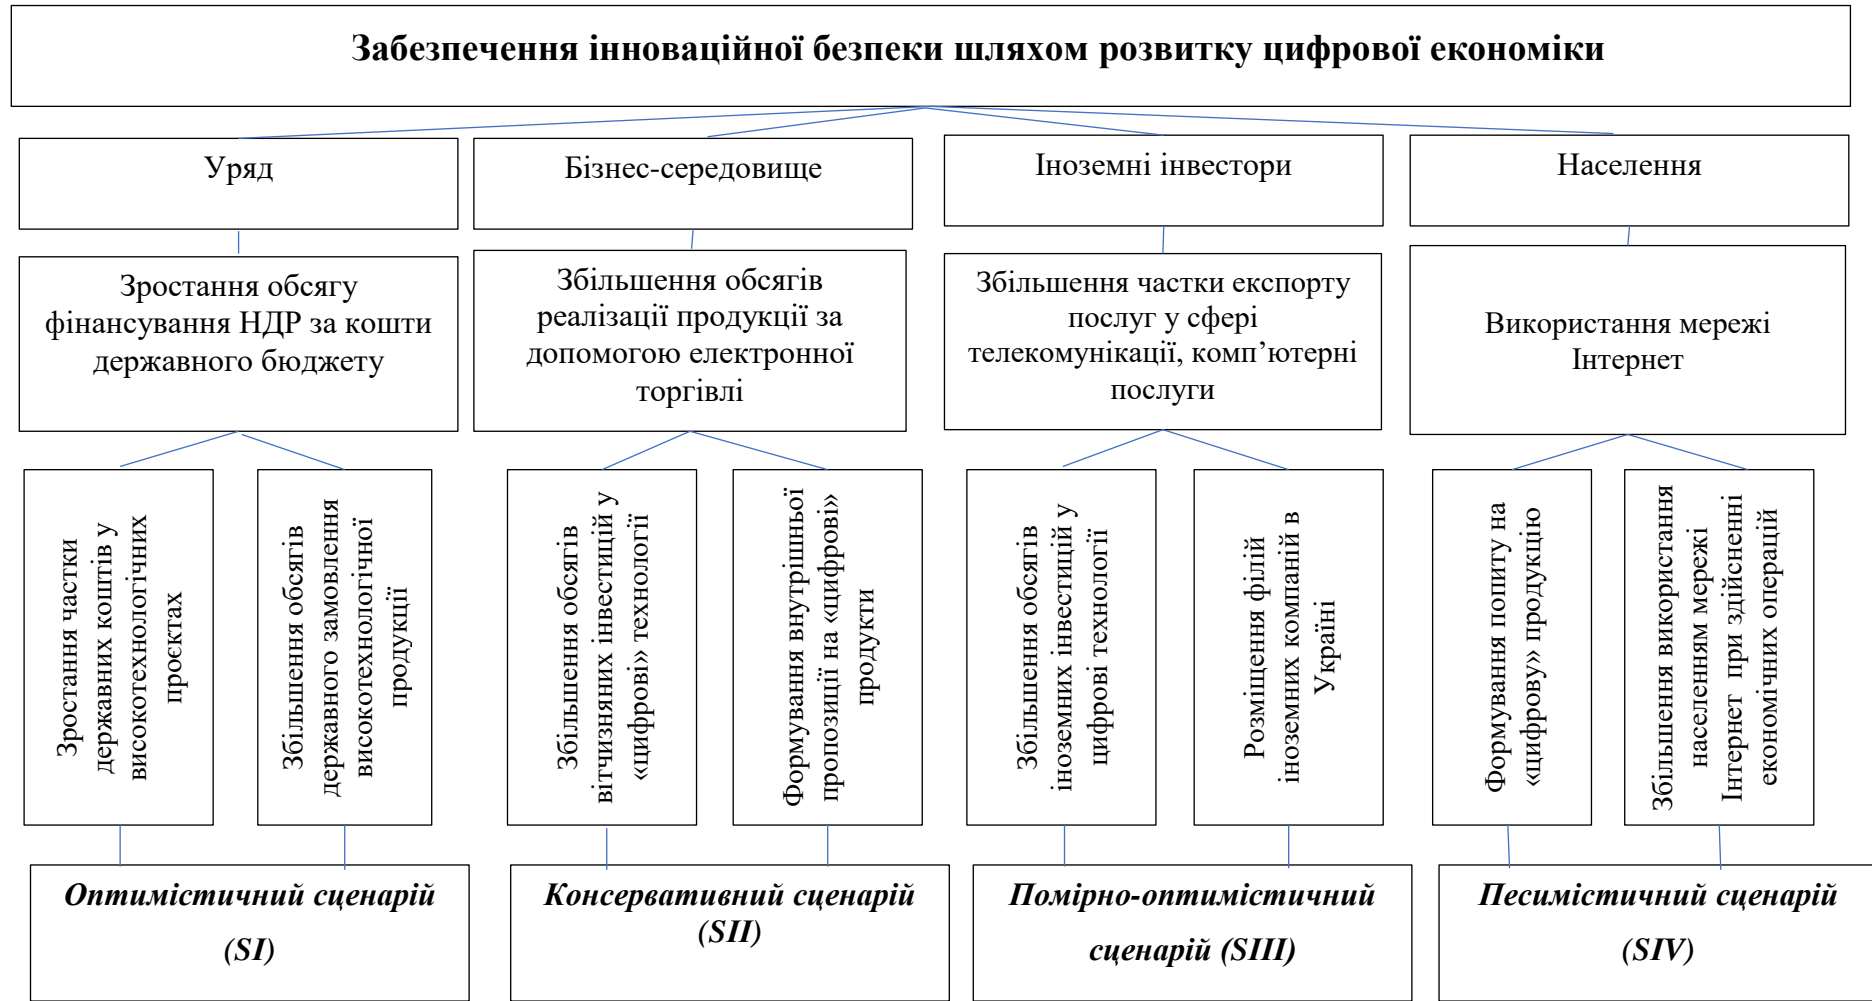 Забезпечення інноваційної безпеки шляхом розвитку цифрової економіки
Уряд
Бізнес-середовище
Іноземні інвестори
Населення
Зростання обсягу
фінансування НДР за кошти
державного бюджету
Збільшення обсягів
реалізації продукції за
допомогою електронної
торгівлі
Збільшення частки експорту
послуг у сфері
телекомунікації, комп’ютерні
послуги
Використання мережі
Інтернет
Зростання частки
державних коштів у
високотехнологічних
проєктах
Збільшення обсягів
державного замовлення
високотехнологічної
продукції
Збільшення обсягів
вітчизняних інвестицій у
«цифрові» технології
Формування внутрішньої
пропозиції на «цифрові»
продукти
Збільшення обсягів
іноземних інвестицій у
цифрові технології
Розміщення філій
іноземних компаній в
Україні
Формування попиту на
«цифрову» продукцію
Збільшення використання
населенням мережі
Інтернет при здійсненні
економічних операцій
Оптимістичний сценарій
(SI)
Консервативний сценарій
(SII)
Помірно-оптимістичний
сценарій (SIII)
Песимістичний сценарій
(SIV)